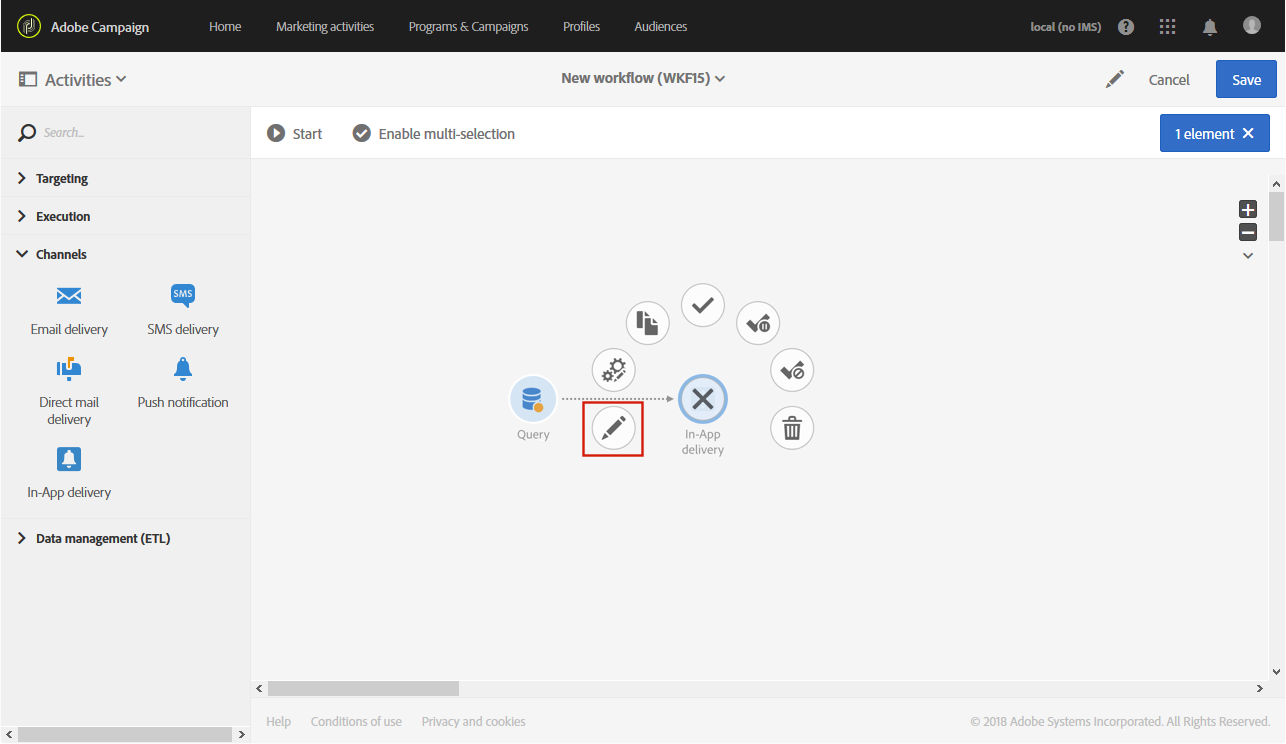 Adobe Campaign Home Marketing activities Programs & Campaigns Profiles Audiences local (no IMS)
Activities New workflow (WKF15) Cancel Save
Search... Start Enable multi-selection 1 element
Targeting
Execution
Channels
SMS
Email delivery SMS delivery
Direct mail delivery Push notification
In-App delivery
Data management (ETL)
Query
In-App
delivery
Help Conditions of use Privacy and cookies © 2018 Adobe Systems Incorporated. All Rights Reserved.